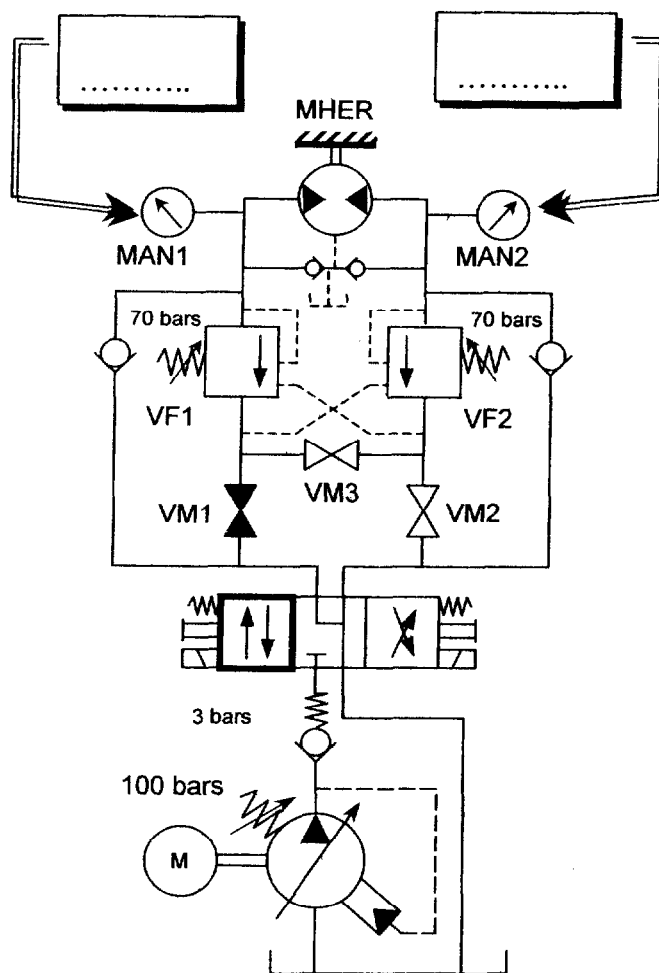 ...........
...........
MHER
MAN1
MAN2
70 bars
70 bars
VF1
VF2
VM3
VM1
VM2
3 bars
100 bars
M